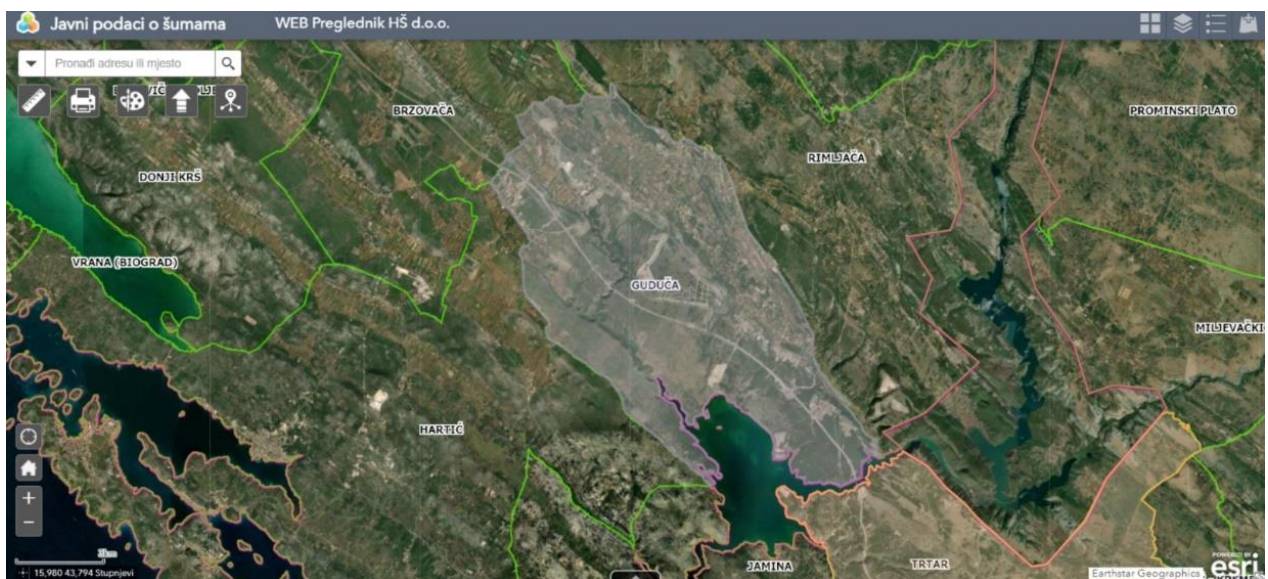 Javni podaci o šumama WEB Preglednik HŠ d.o.o.
Pronađi adresu ili mjesto
BRZOVAČA
PROMINSKI PLATO
RIMLJAČA
DONJI KRŠ
VRANA (BIOGRAD)
GUDUČA
MILJEVAČKI
HARTIĆ
+
−
3km
JAMINA
TRTAR
POWERED BY
esri
15,980 43,794 Stupnjevi
Earthstar Geographics